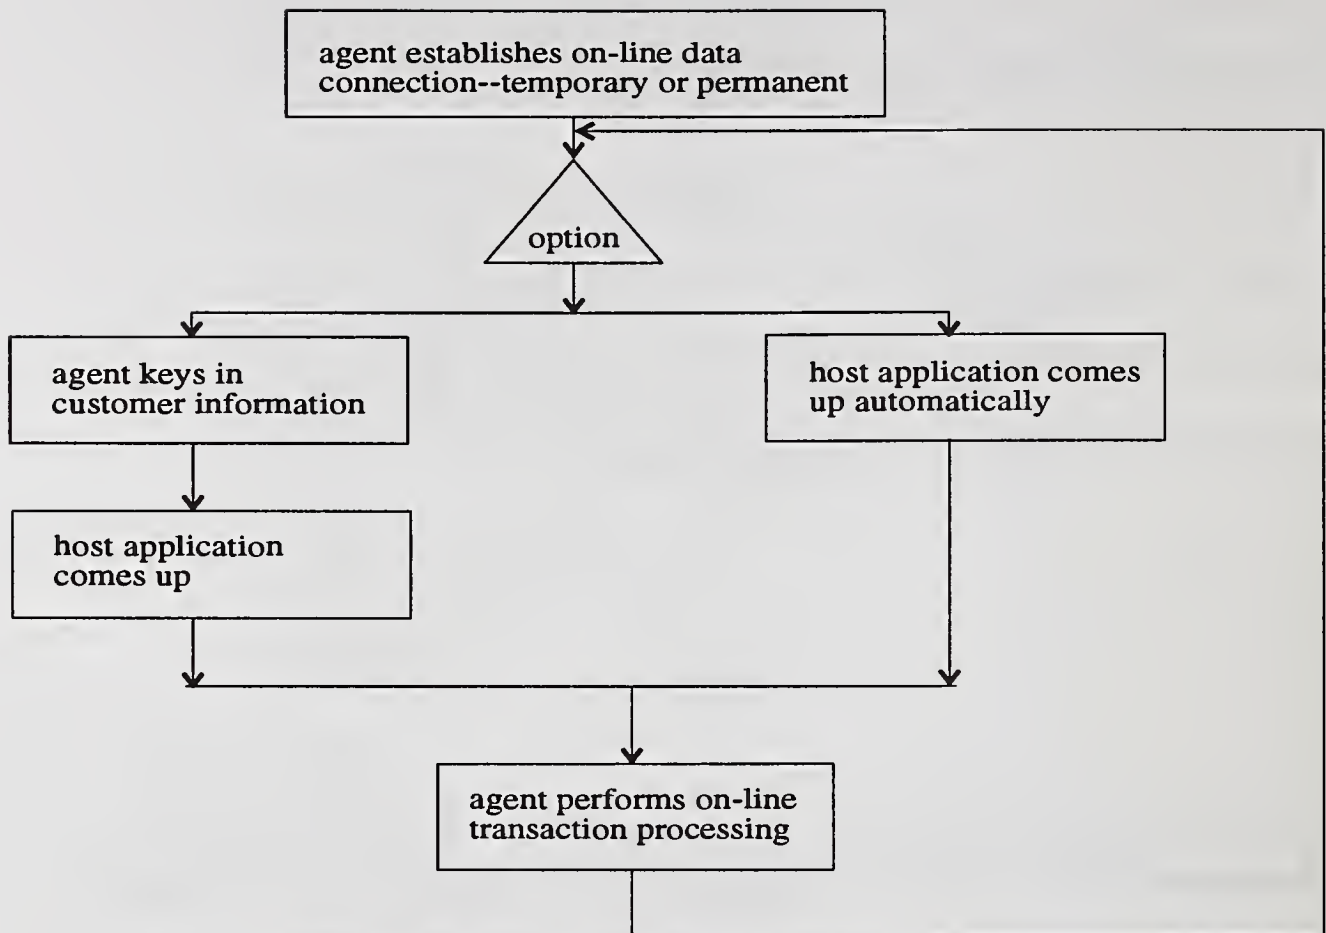 agent establishes on-line data
connection--temporary or permanent
option
agent keys in
customer information
host application comes
up automatically
host application
comes up
agent performs on-line
transaction processing